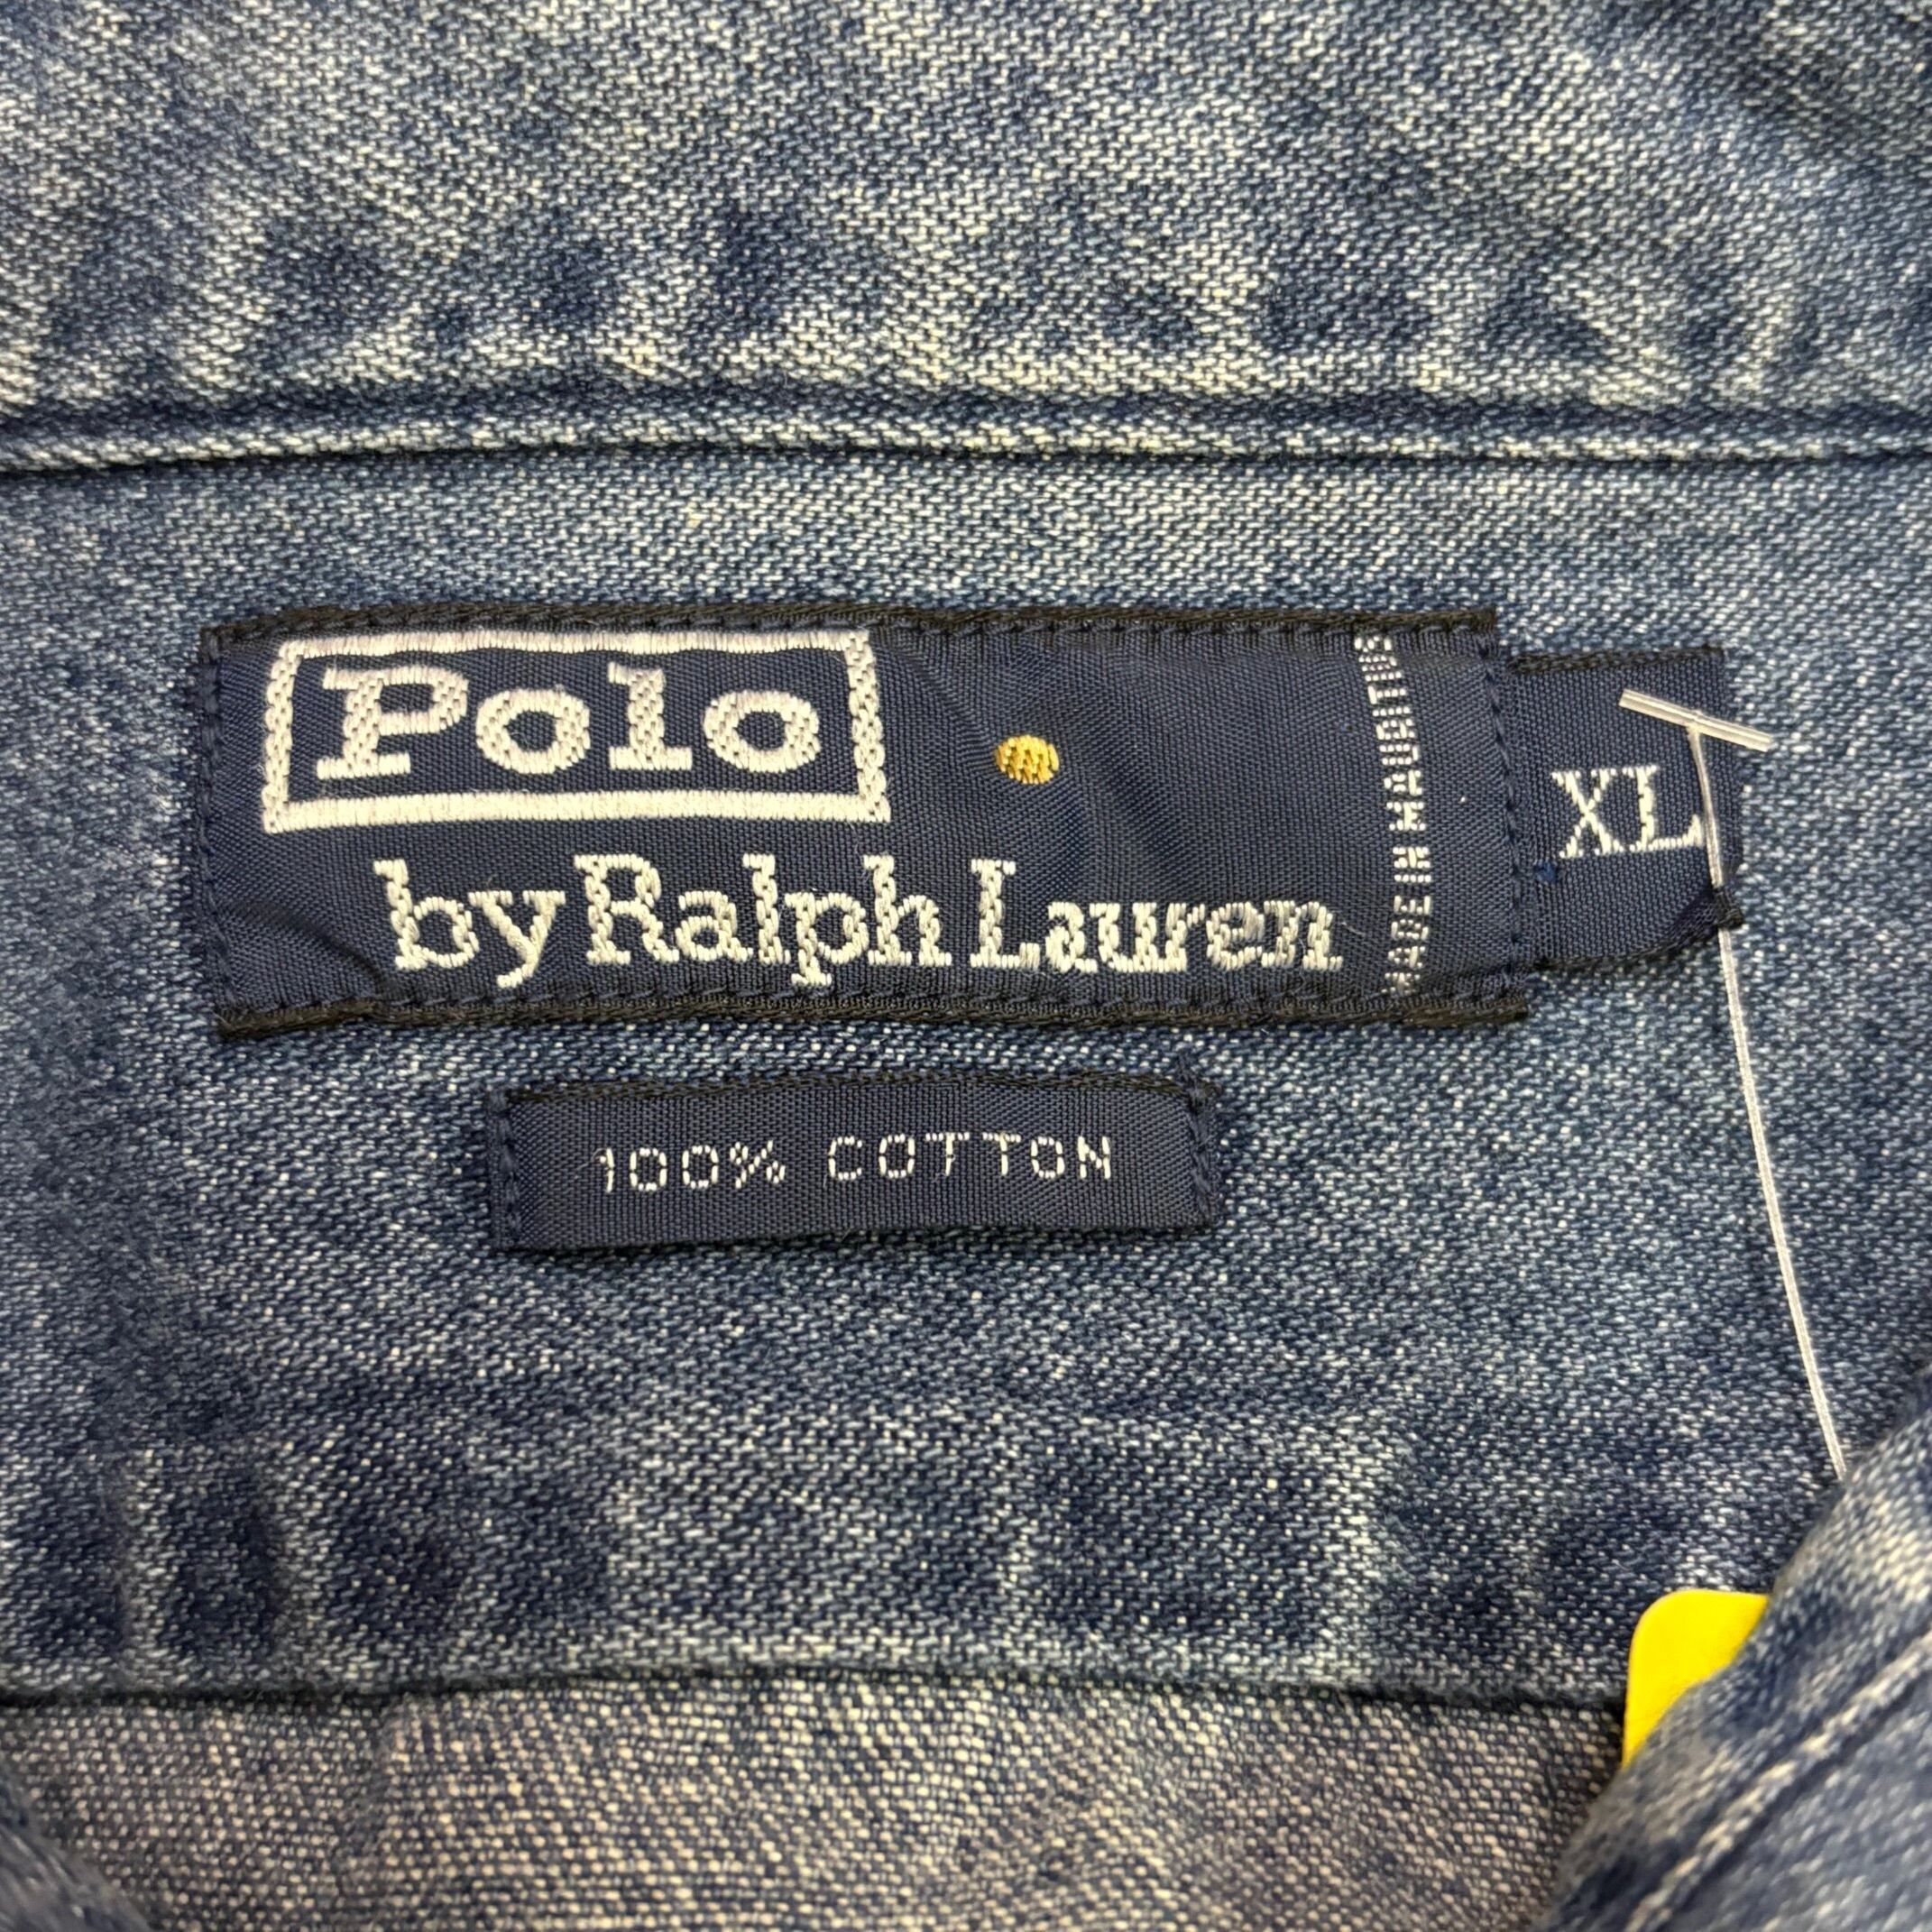 Polo
by Ralph Lauren
MADE IN MAURITIUS
XL
100% COTTON